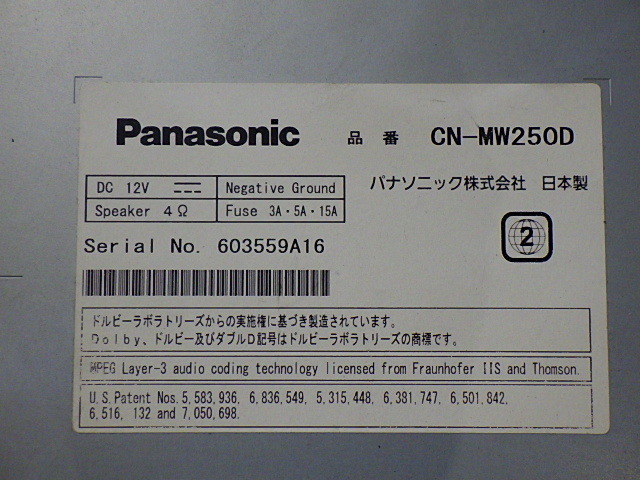 Panasonic 品番 CN-MW250D
DC 12V Negative Ground
Speaker 4Ω Fuse 3A・5A・15A
パナソニック株式会社 日本製
2
Serial No. 603559A16
ドルビーラボラトリーズからの実施権に基づき製造されています。
Dolby、ドルビー及びダブルD記号はドルビーラボラトリーズの商標です。
MPEG Layer-3 audio coding technology licensed from Fraunhofer IIS and Thomson.
U.S. Patent Nos. 5,583,936, 6,836,549, 5,315,448, 6,381,747, 6,501,842,
6,516, 132 and 7,050,698.